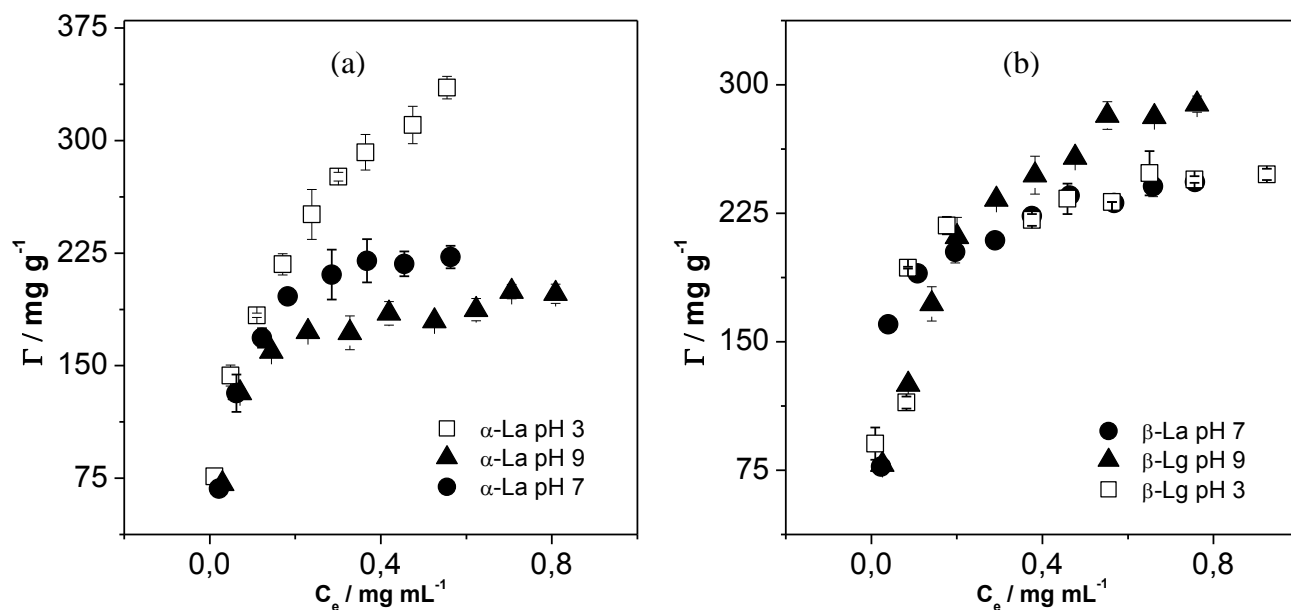 (a)
375
300
225
150
75
Γ / mg g⁻¹
α-La pH 3
α-La pH 9
α-La pH 7
0,0 0,4 0,8
Cₑ / mg mL⁻¹
(b)
300
225
150
75
Γ / mg g⁻¹
β-La pH 7
β-Lg pH 9
β-Lg pH 3
0,0 0,4 0,8
Cₑ / mg mL⁻¹